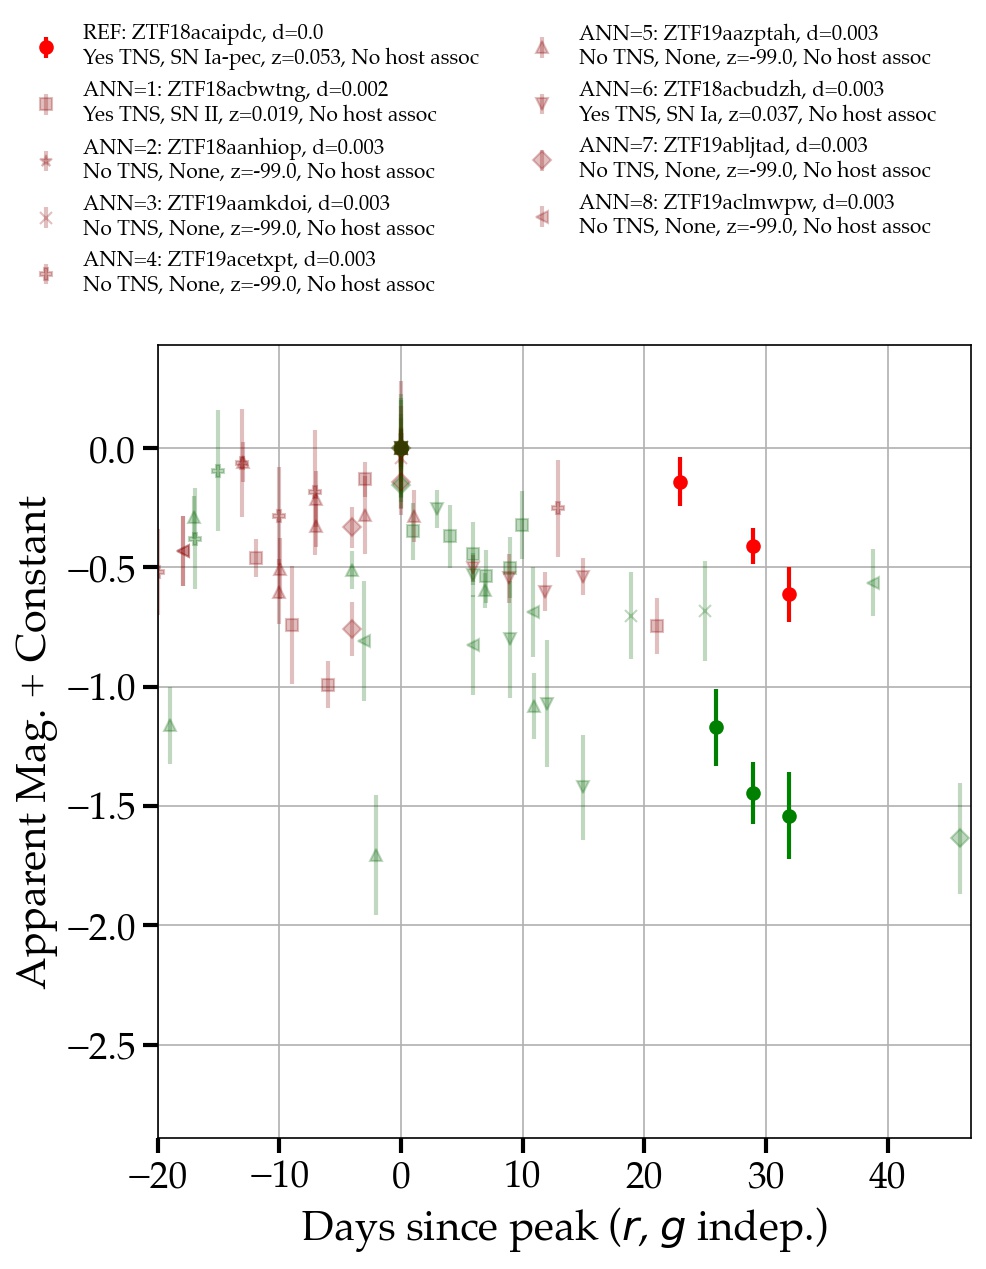 REF: ZTF18acaipdc, d=0.0
Yes TNS, SN Ia-pec, z=0.053, No host assoc
ANN=1: ZTF18acbwtng, d=0.002
Yes TNS, SN II, z=0.019, No host assoc
ANN=2: ZTF18aanhiop, d=0.003
No TNS, None, z=-99.0, No host assoc
ANN=3: ZTF19aamkdoi, d=0.003
No TNS, None, z=-99.0, No host assoc
ANN=4: ZTF19acetxpt, d=0.003
No TNS, None, z=-99.0, No host assoc
ANN=5: ZTF19aazptah, d=0.003
No TNS, None, z=-99.0, No host assoc
ANN=6: ZTF18acbudzh, d=0.003
Yes TNS, SN Ia, z=0.037, No host assoc
ANN=7: ZTF19abljtad, d=0.003
No TNS, None, z=-99.0, No host assoc
ANN=8: ZTF19aclmwpw, d=0.003
No TNS, None, z=-99.0, No host assoc
Apparent Mag. + Constant
0.0
−0.5
−1.0
−1.5
−2.0
−2.5
−20 −10 0 10 20 30 40
Days since peak (r, g indep.)